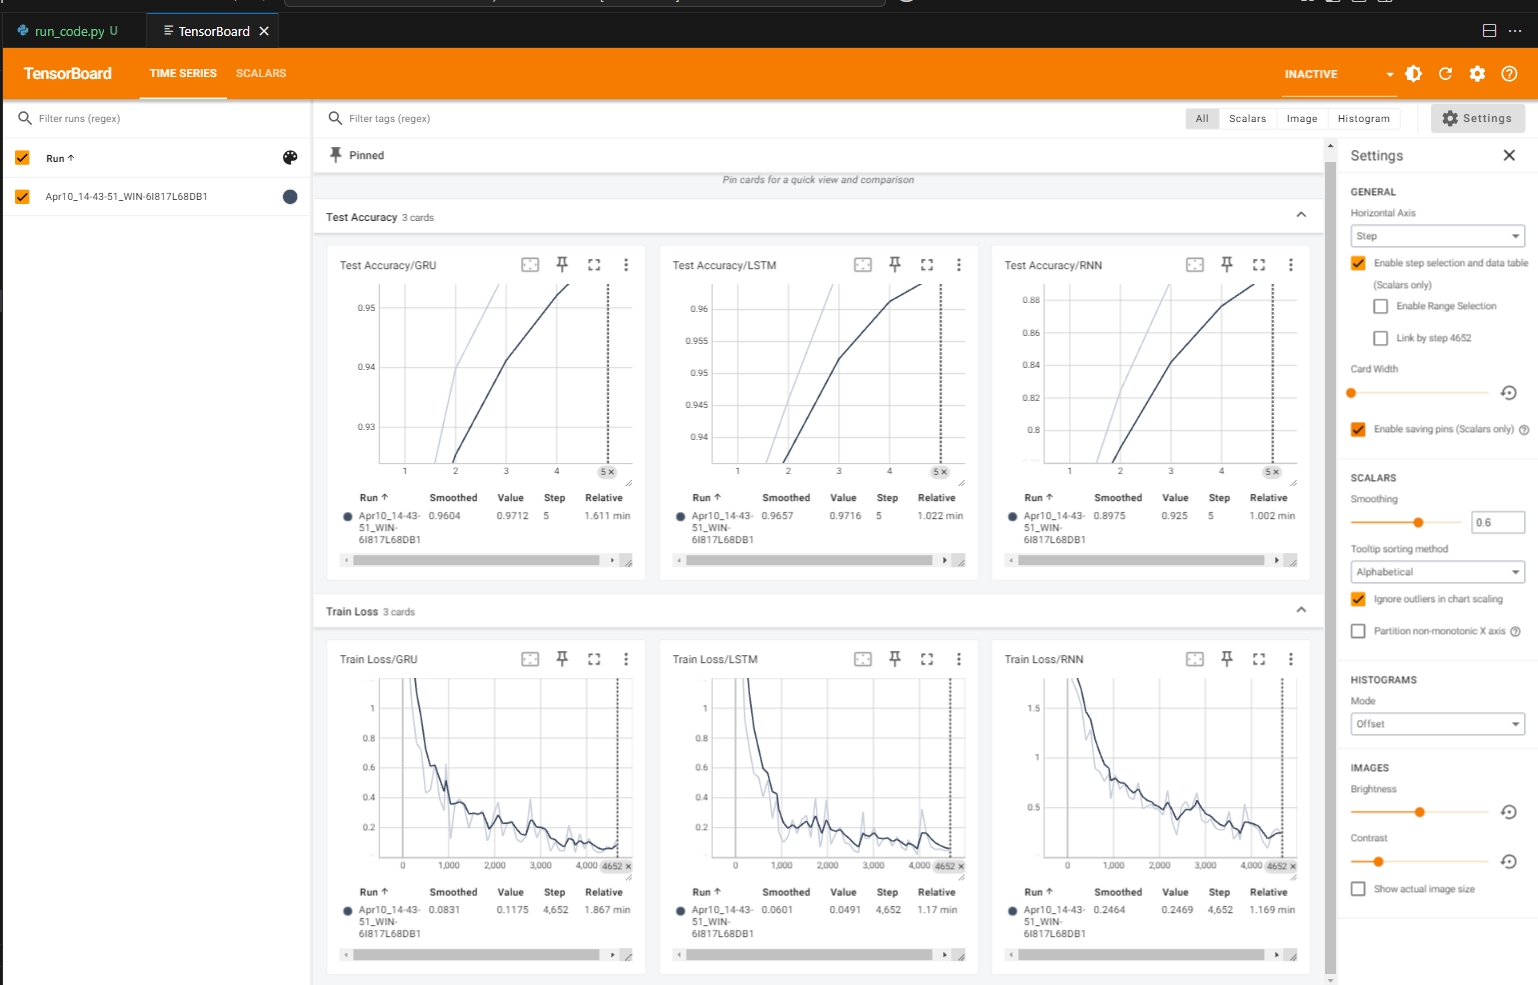 run_code.py U
TensorBoard
TensorBoard TIME SERIES SCALARS INACTIVE
Filter runs (regex)
Run ↑
Apr10_14-43-51_WIN-6I817L68DB1
Filter tags (regex) All Scalars Image Histogram Settings
Pinned
Pin cards for a quick view and comparison
Test Accuracy 3 cards
Test Accuracy/GRU
0.95
0.94
0.93
1 2 3 4 5 ×
Run ↑ Smoothed Value Step Relative
Apr10_14-43- 0.9604 0.9712 5 1.611 min
51_WIN-
6I817L68DB1
Test Accuracy/LSTM
0.96
0.955
0.95
0.945
0.94
1 2 3 4 5 ×
Run ↑ Smoothed Value Step Relative
Apr10_14-43- 0.9657 0.9716 5 1.022 min
51_WIN-
6I817L68DB1
Test Accuracy/RNN
0.88
0.86
0.84
0.82
0.8
1 2 3 4 5 ×
Run ↑ Smoothed Value Step Relative
Apr10_14-43- 0.8975 0.925 5 1.002 min
51_WIN-
6I817L68DB1
Train Loss 3 cards
Train Loss/GRU
1
0.8
0.6
0.4
0.2
0 1,000 2,000 3,000 4,000 4652 ×
Run ↑ Smoothed Value Step Relative
Apr10_14-43- 0.0831 0.1175 4,652 1.867 min
51_WIN-
6I817L68DB1
Train Loss/LSTM
1
0.8
0.6
0.4
0.2
0 1,000 2,000 3,000 4,000 4652 ×
Run ↑ Smoothed Value Step Relative
Apr10_14-43- 0.0601 0.0491 4,652 1.17 min
51_WIN-
6I817L68DB1
Train Loss/RNN
1.5
1
0.5
0 1,000 2,000 3,000 4,000 4652 ×
Run ↑ Smoothed Value Step Relative
Apr10_14-43- 0.2464 0.2469 4,652 1.169 min
51_WIN-
6I817L68DB1
Settings
GENERAL
Horizontal Axis
Step
Enable step selection and data table
(Scalars only)
Enable Range Selection
Link by step 4652
Card Width
Enable saving pins (Scalars only)
SCALARS
Smoothing
0.6
Tooltip sorting method
Alphabetical
Ignore outliers in chart scaling
Partition non-monotonic X axis
HISTOGRAMS
Mode
Offset
IMAGES
Brightness
Contrast
Show actual image size